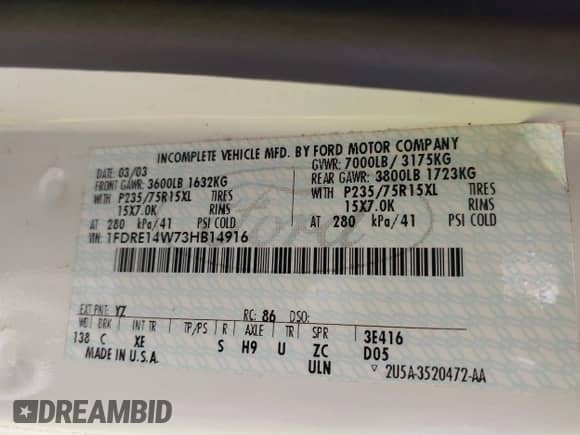 INCOMPLETE VEHICLE MFD. BY FORD MOTOR COMPANY
DATE: 03/03 GVWR: 7000LB / 3175KG
FRONT GAWR: 3600LB 1632KG REAR GAWR: 3800LB 1723KG
WITH P235/75R15XL TIRES WITH P235/75R15XL TIRES
15X7.0K RIMS 15X7.0K RIMS
AT 280 kPa/41 PSI COLD AT 280 kPa/41 PSI COLD
VIN: 1FDRE14W73HB14916
Ford
EXT PNT: YZ RC: 86 DSO:
WB BRK INT TR TP/PS R AXLE TR SPR 3E416
138 C XE S H9 U ZC D05
MADE IN U.S.A. ULN ▽ 2U5A-3520472-AA
DREAMBID